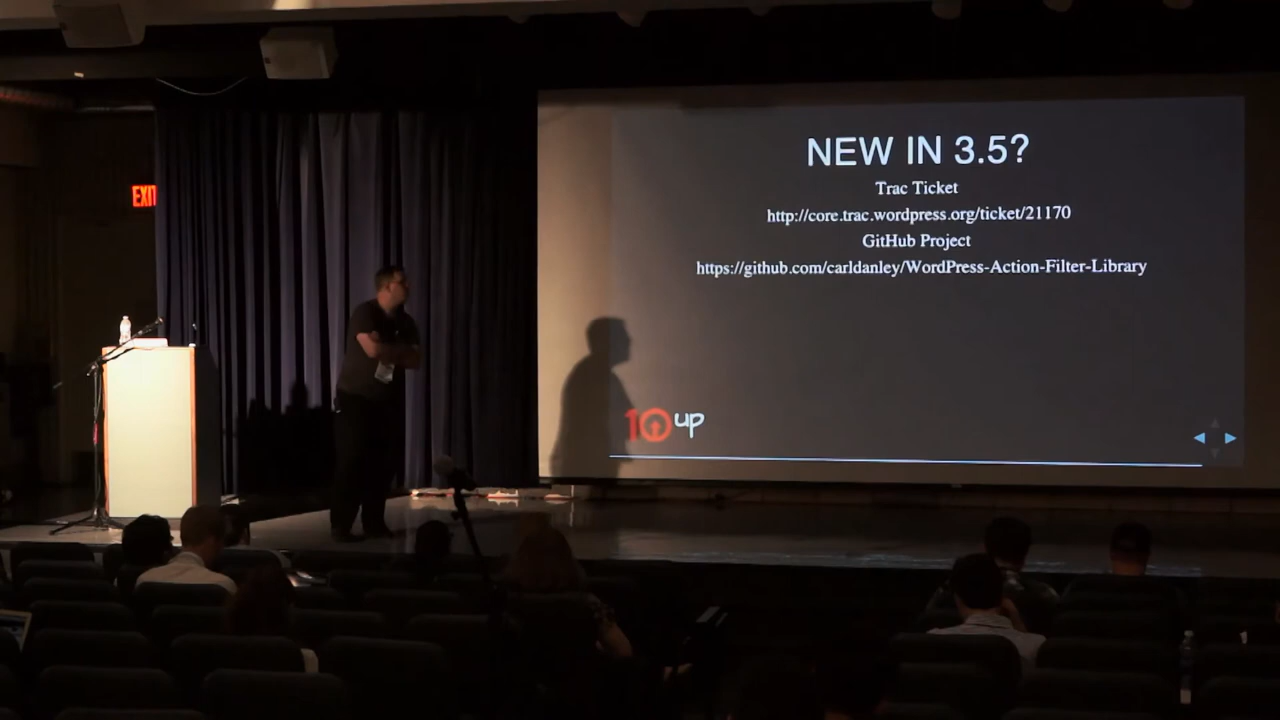 EXIT
NEW IN 3.5?
Trac Ticket
http://core.trac.wordpress.org/ticket/21170
GitHub Project
https://github.com/carldanley/WordPress-Action-Filter-Library
10up